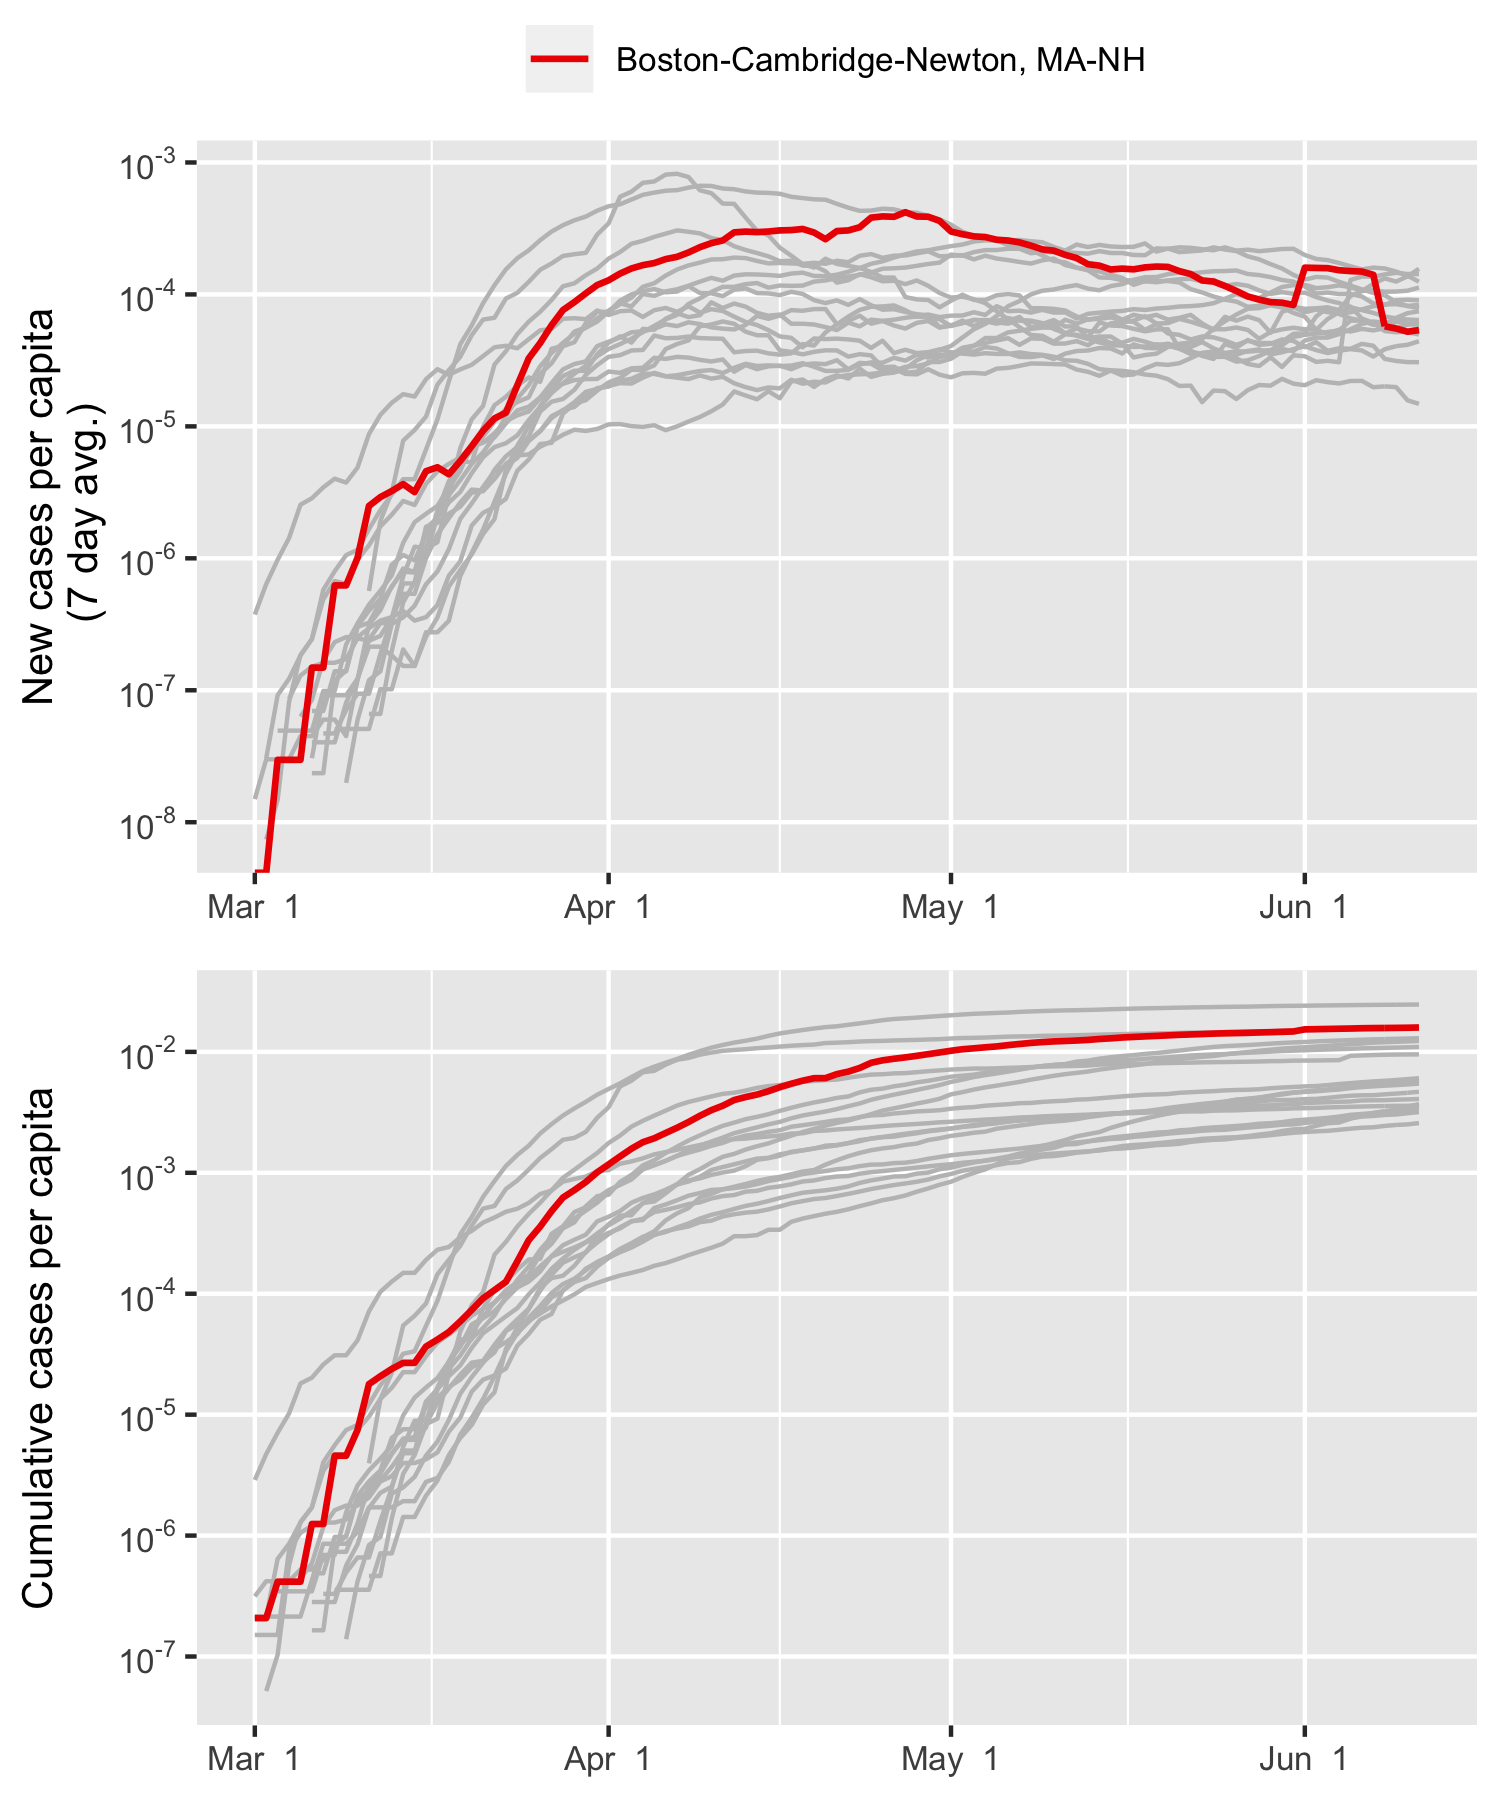 Boston-Cambridge-Newton, MA-NH
New cases per capita
(7 day avg.)
10⁻³
10⁻⁴
10⁻⁵
10⁻⁶
10⁻⁷
10⁻⁸
Mar 1 Apr 1 May 1 Jun 1
Cumulative cases per capita
10⁻²
10⁻³
10⁻⁴
10⁻⁵
10⁻⁶
10⁻⁷
Mar 1 Apr 1 May 1 Jun 1